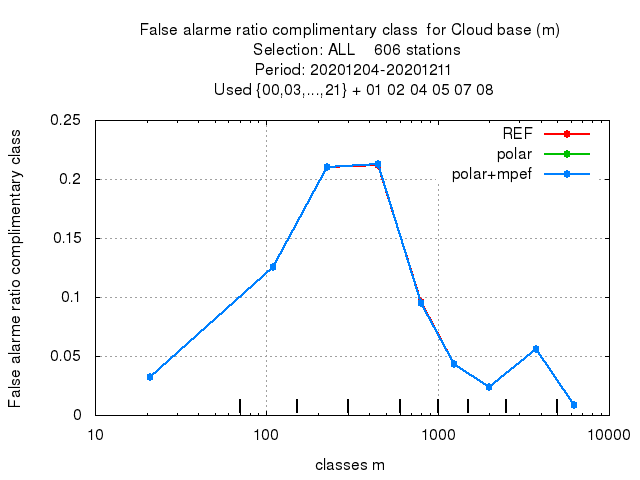 False alarme ratio complimentary class  for Cloud base (m)
Selection: ALL    606 stations
Period: 20201204-20201211
Used {00,03,...,21} + 01 02 04 05 07 08
False alarme ratio complimentary class
0.25
0.2
0.15
0.1
0.05
0
REF
polar
polar+mpef
10
100
1000
10000
classes m